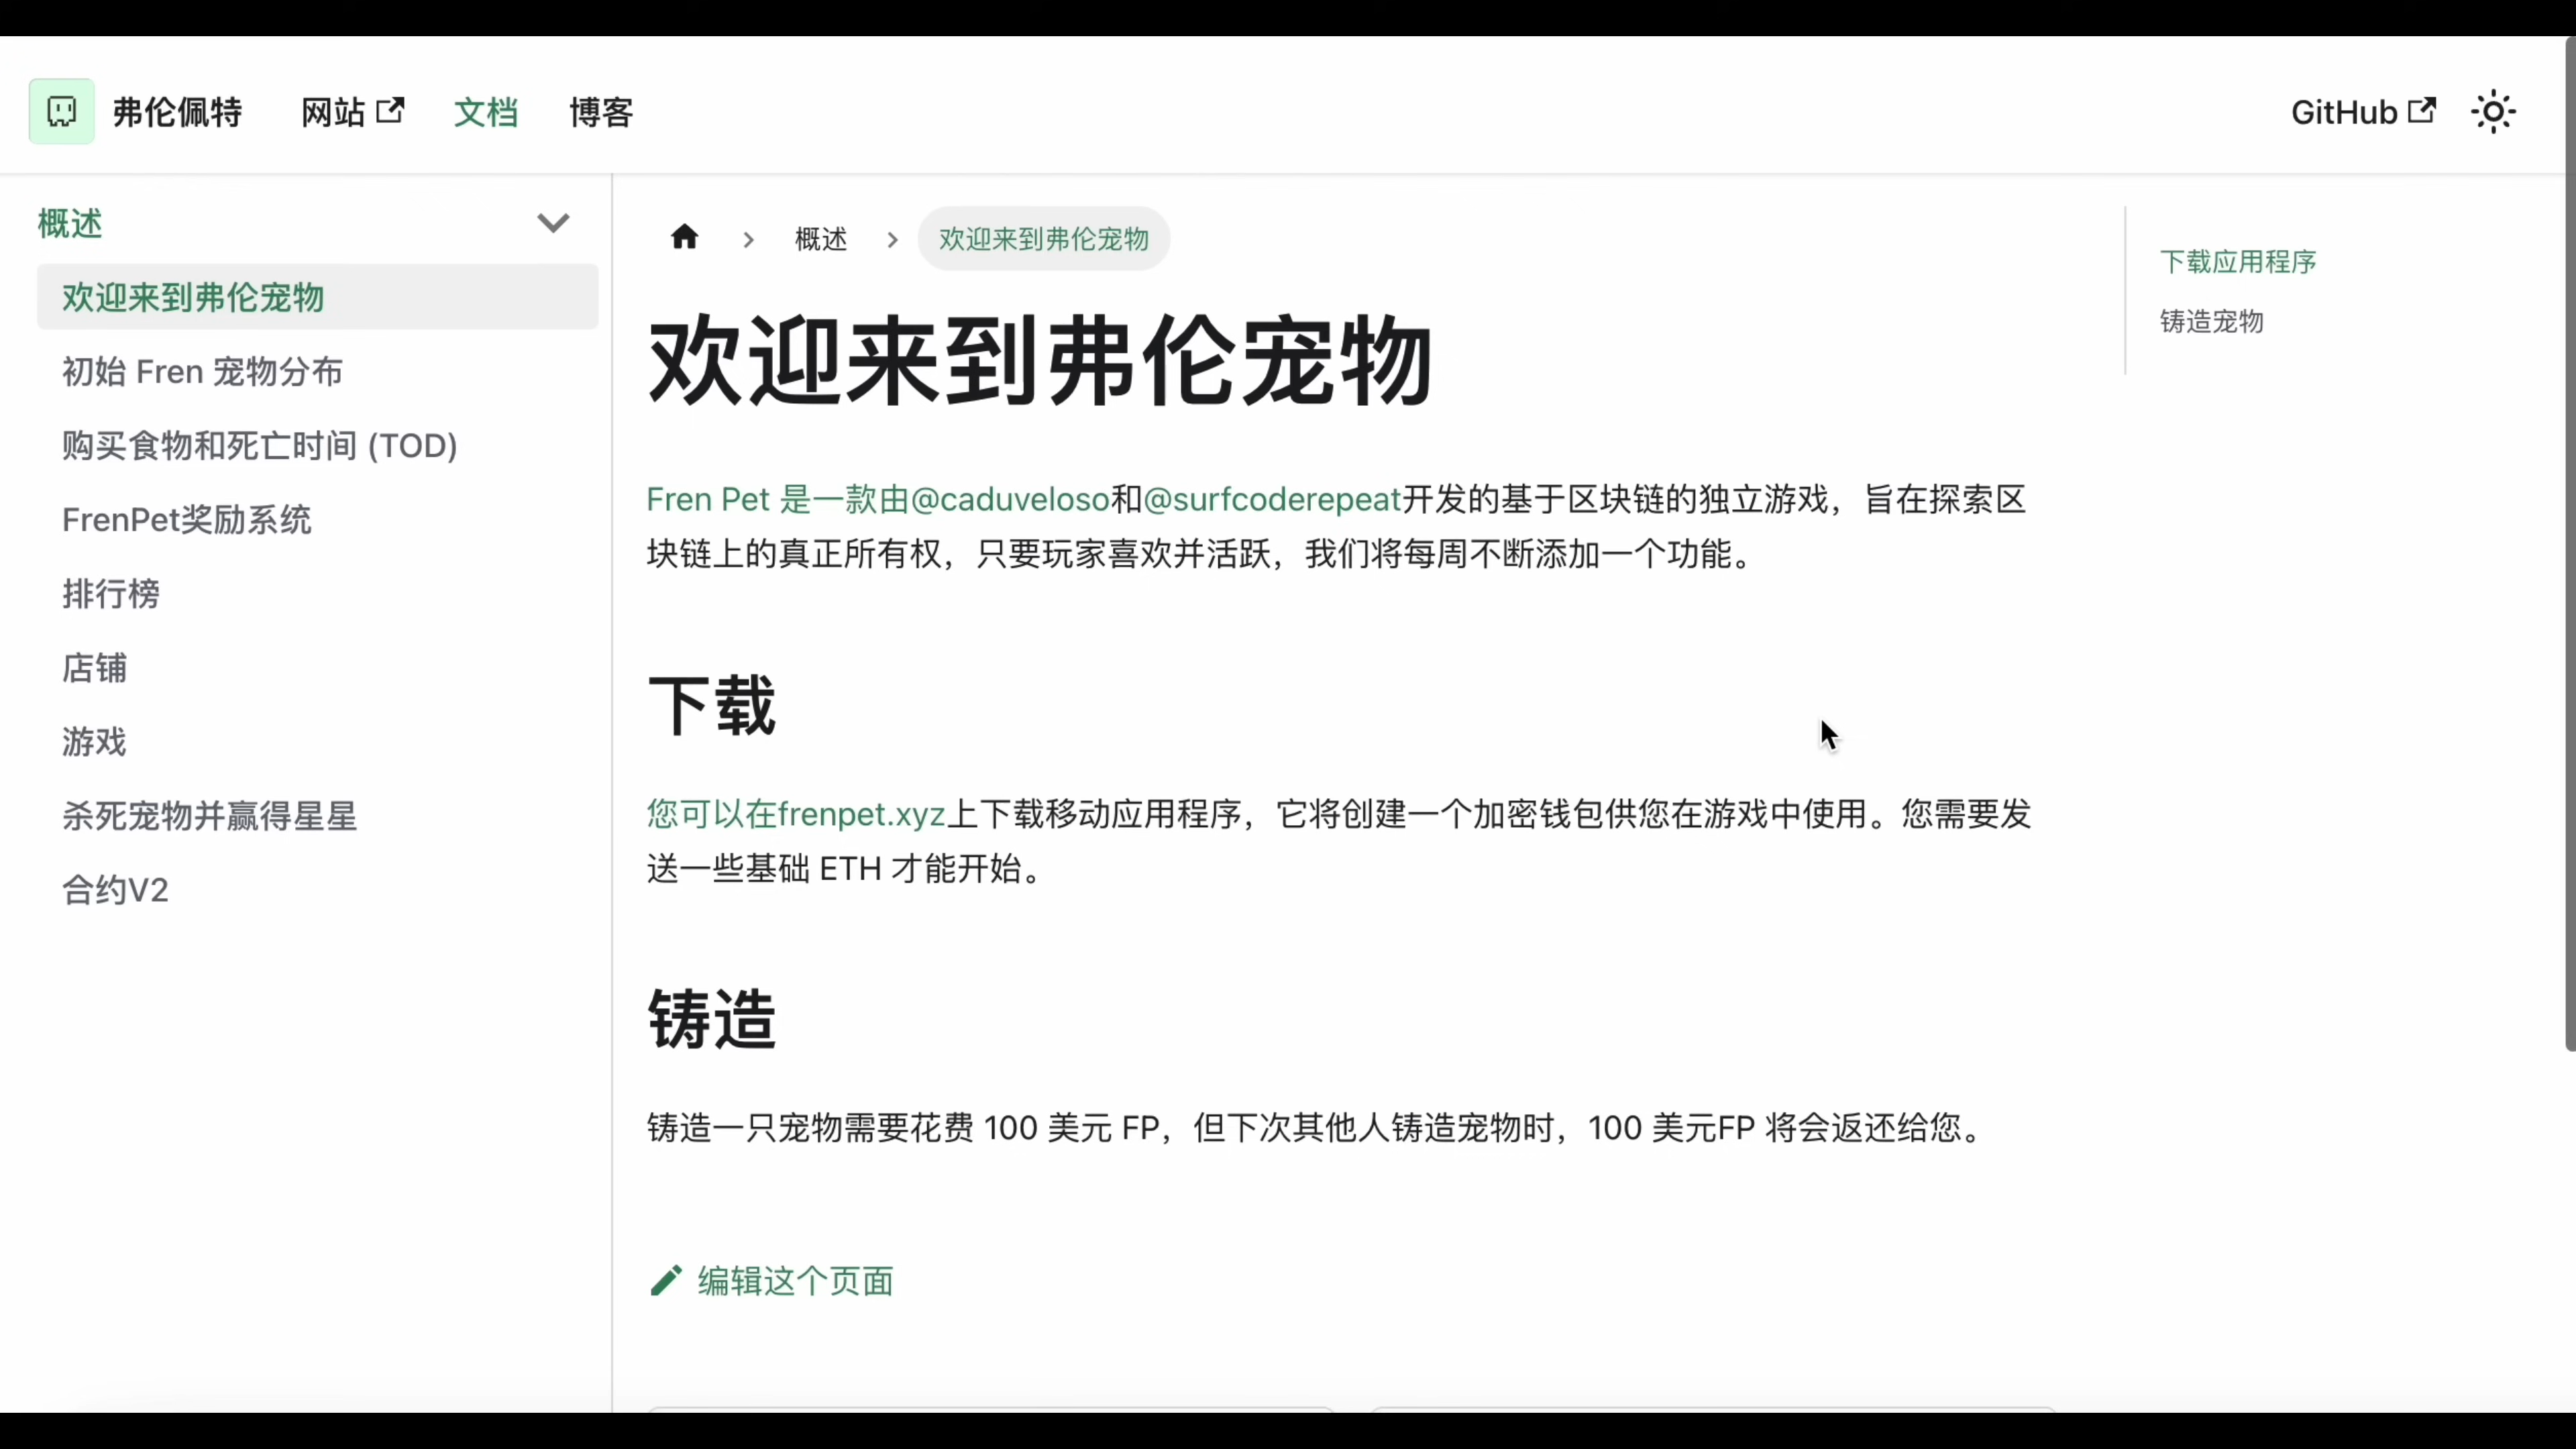 弗伦佩特 网站 文档 博客 GitHub
概述
欢迎来到弗伦宠物
初始 Fren 宠物分布
购买食物和死亡时间 (TOD)
FrenPet奖励系统
排行榜
店铺
游戏
杀死宠物并赢得星星
合约V2
概述 欢迎来到弗伦宠物
欢迎来到弗伦宠物
Fren Pet 是一款由@caduveloso和@surfcoderepeat开发的基于区块链的独立游戏，旨在探索区
块链上的真正所有权，只要玩家喜欢并活跃，我们将每周不断添加一个功能。
下载
您可以在frenpet.xyz上下载移动应用程序，它将创建一个加密钱包供您在游戏中使用。您需要发
送一些基础 ETH 才能开始。
铸造
铸造一只宠物需要花费 100 美元 FP，但下次其他人铸造宠物时，100 美元FP 将会返还给您。
编辑这个页面
下载应用程序
铸造宠物